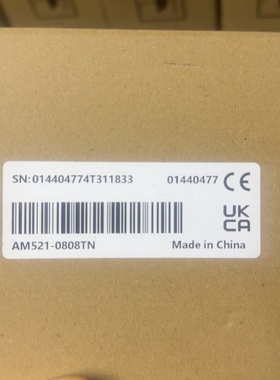 SN:014404774T311833 01440477 CE
UK
CA
AM521-0808TN Made in China